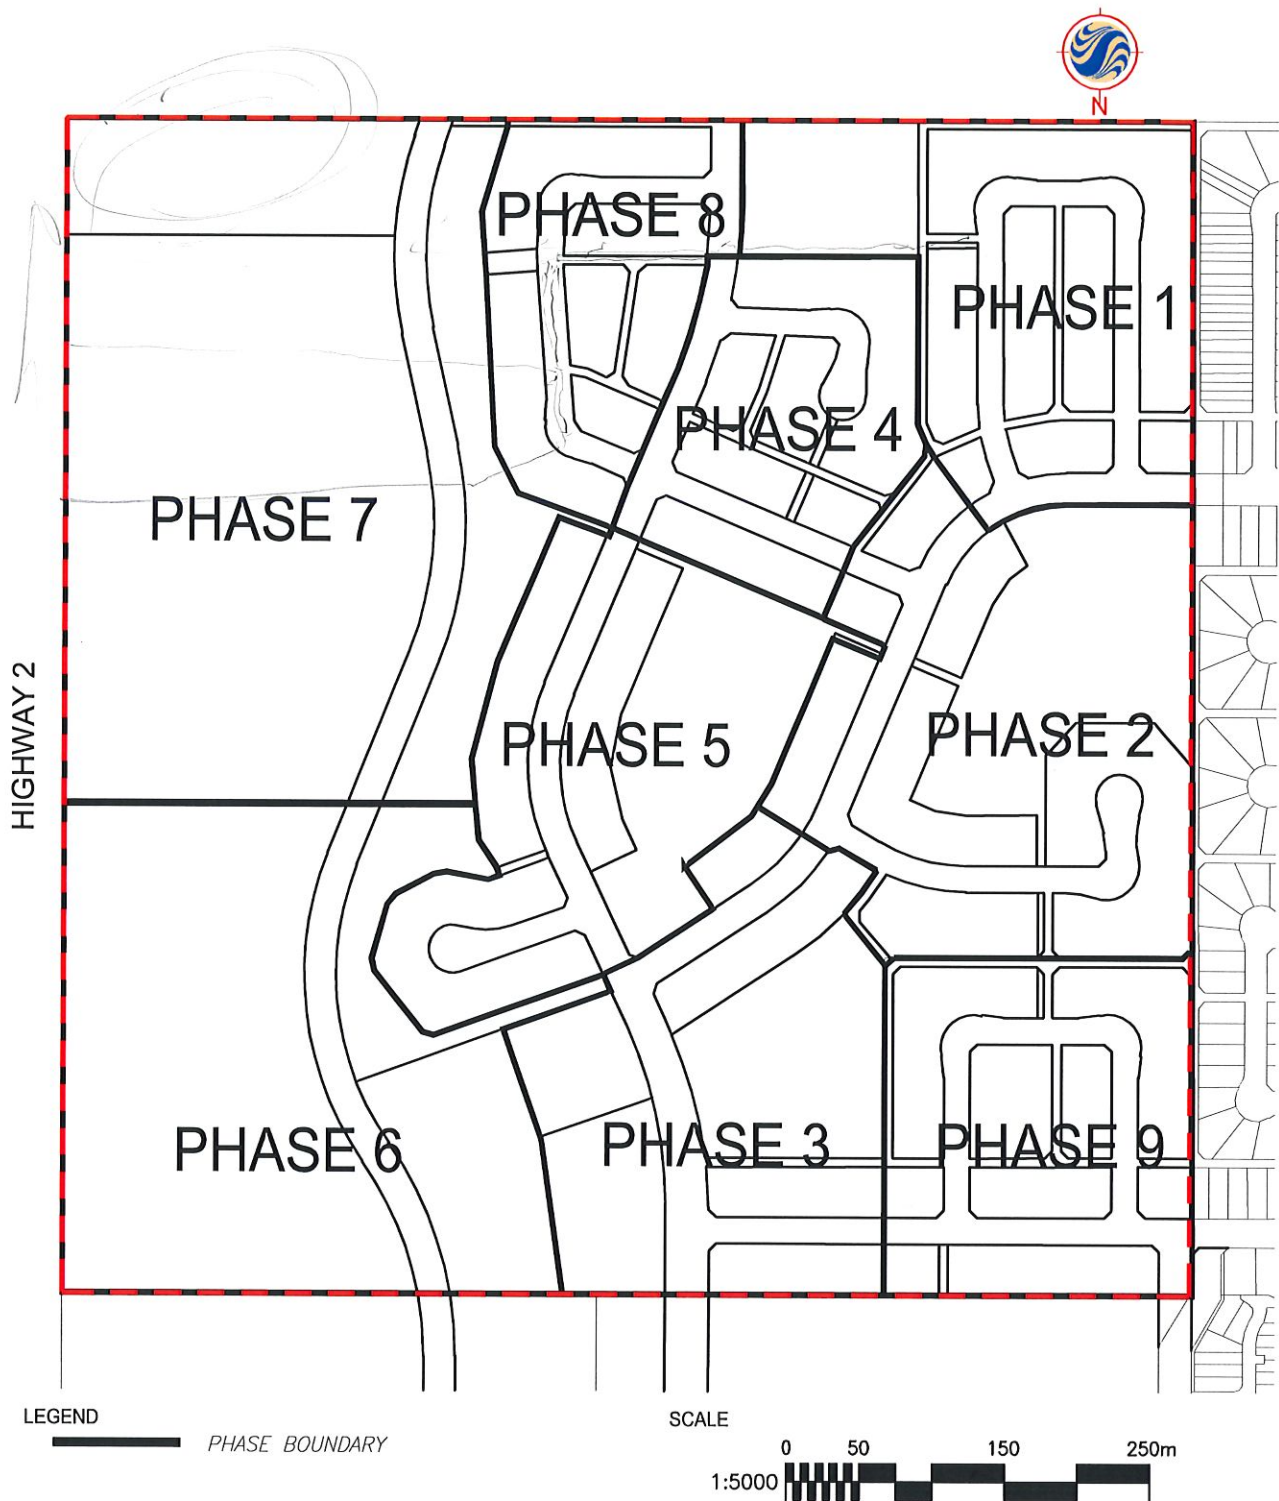 N
PHASE 8
PHASE 1
PHASE 4
PHASE 7
HIGHWAY 2
PHASE 5
PHASE 2
PHASE 6
PHASE 3
PHASE 9
LEGEND
PHASE BOUNDARY
SCALE
0 50 150 250m
1:5000